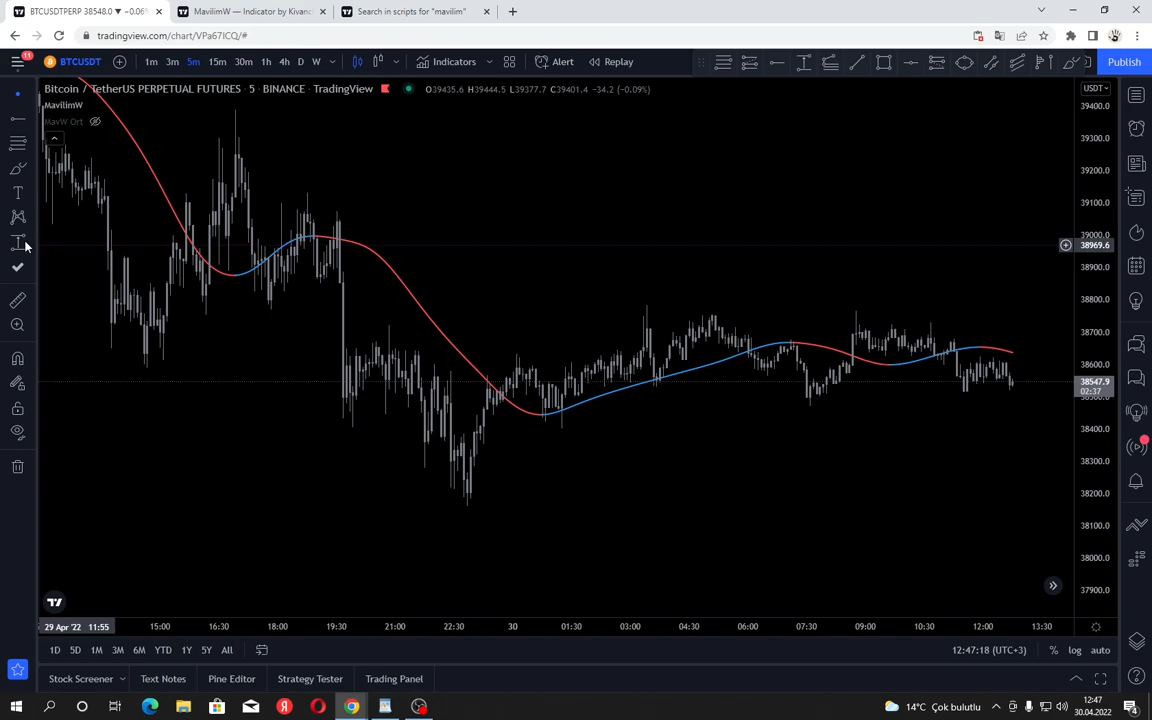 BTCUSDTPERP 38548.0 ▼ −0.06%
MavilimW — Indicator by Kivanc
Search in scripts for "mavilim"
tradingview.com/chart/VPa67ICQ/#
11
BTCUSDT
1m 3m 5m 15m 30m 1h 4h D W
Indicators
Alert
Replay
Publish
Bitcoin / TetherUS PERPETUAL FUTURES · 5 · BINANCE · TradingView
O39435.6 H39444.5 L39377.7 C39401.4 −34.2 (−0.09%)
USDT
MavilimW
MavW Ort
39400.0
39300.0
39200.0
39100.0
39000.0
38969.6
38900.0
38800.0
38700.0
38600.0
38547.9
02:37
38400.0
38300.0
38200.0
38100.0
38000.0
37900.0
29 Apr '22 11:55
15:00 16:30 18:00 19:30 21:00 22:30 30 01:30 03:00 04:30 06:00 07:30 09:00 10:30 12:00 13:30
1D 5D 1M 3M 6M YTD 1Y 5Y All
12:47:18 (UTC+3)
% log auto
Stock Screener
Text Notes
Pine Editor
Strategy Tester
Trading Panel
14°C Çok bulutlu
12:47
30.04.2022
4